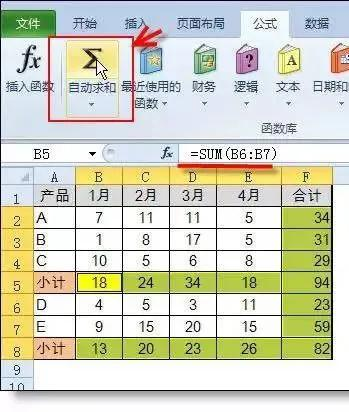 文件 开始 插入 页面布局 公式 数据
fx Σ
插入函数 自动求和 最近使用的函数 财务 逻辑 文本 日期和
函数库
B5 fx =SUM(B6:B7)
A B C D E F
1 产品 1月 2月 3月 4月 合计
2 A 7 11 11 5 34
3 B 1 8 17 5 31
4 C 10 5 6 8 29
5 小计 18 24 34 18 94
6 D 4 5 3 11 23
7 E 9 15 20 15 59
8 小计 13 20 23 26 82
9
10